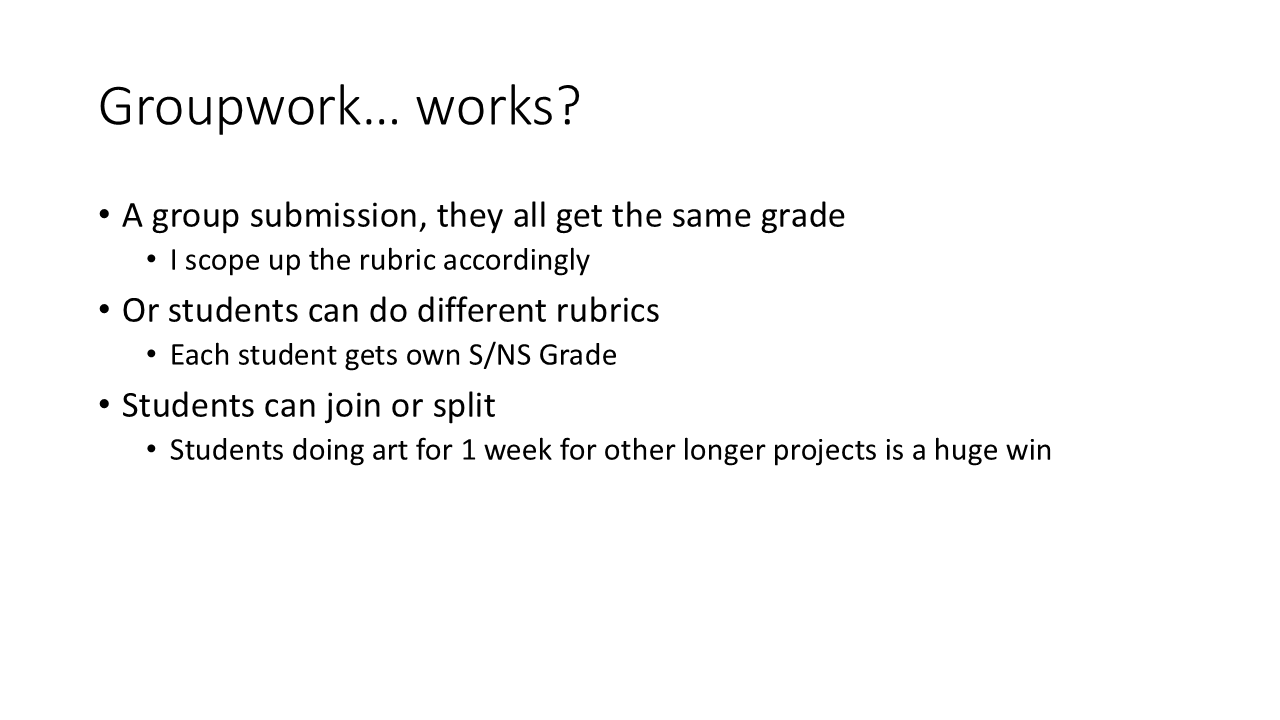 Groupwork… works?
• A group submission, they all get the same grade
• I scope up the rubric accordingly
• Or students can do different rubrics
• Each student gets own S/NS Grade
• Students can join or split
• Students doing art for 1 week for other longer projects is a huge win